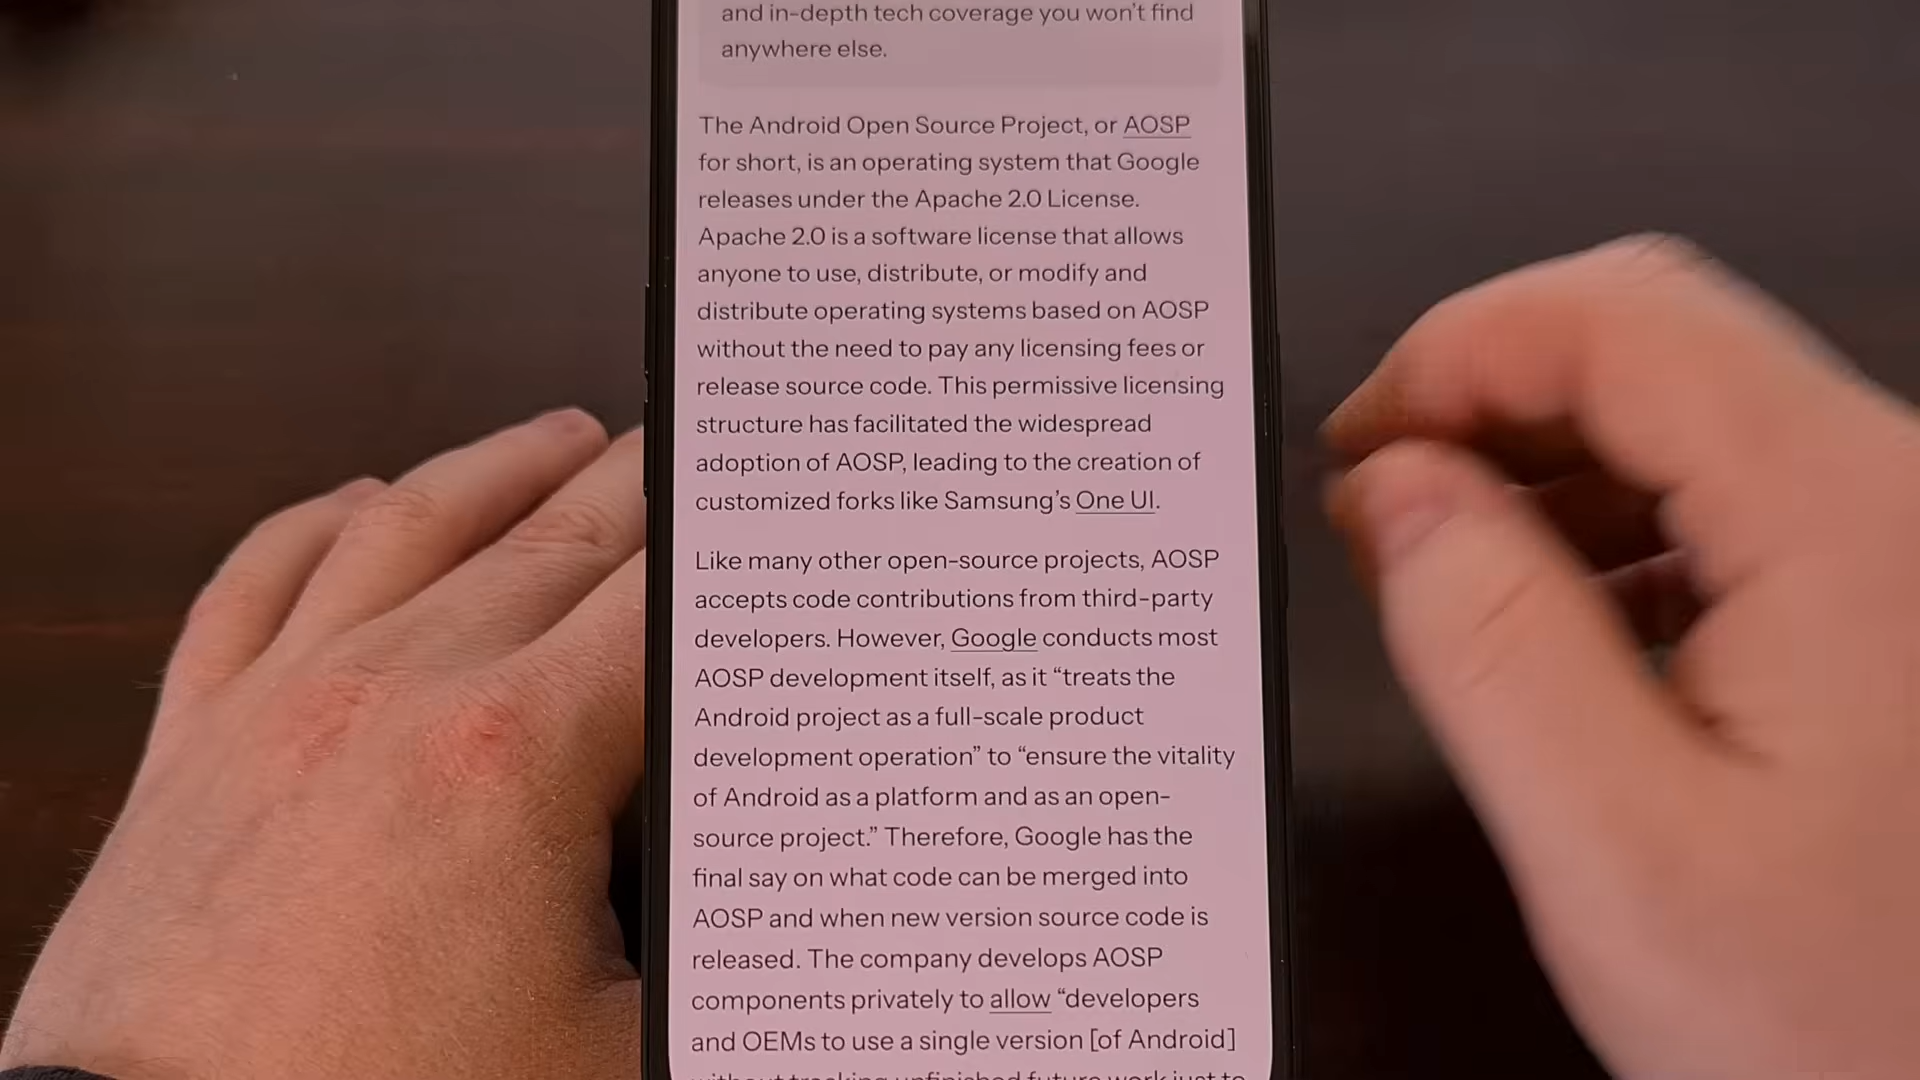 and in-depth tech coverage you won't find
anywhere else.
The Android Open Source Project, or AOSP
for short, is an operating system that Google
releases under the Apache 2.0 License.
Apache 2.0 is a software license that allows
anyone to use, distribute, or modify and
distribute operating systems based on AOSP
without the need to pay any licensing fees or
release source code. This permissive licensing
structure has facilitated the widespread
adoption of AOSP, leading to the creation of
customized forks like Samsung's One UI.
Like many other open-source projects, AOSP
accepts code contributions from third-party
developers. However, Google conducts most
AOSP development itself, as it “treats the
Android project as a full-scale product
development operation” to “ensure the vitality
of Android as a platform and as an open-
source project.” Therefore, Google has the
final say on what code can be merged into
AOSP and when new version source code is
released. The company develops AOSP
components privately to allow “developers
and OEMs to use a single version [of Android]
without tracking unfinished future work just to